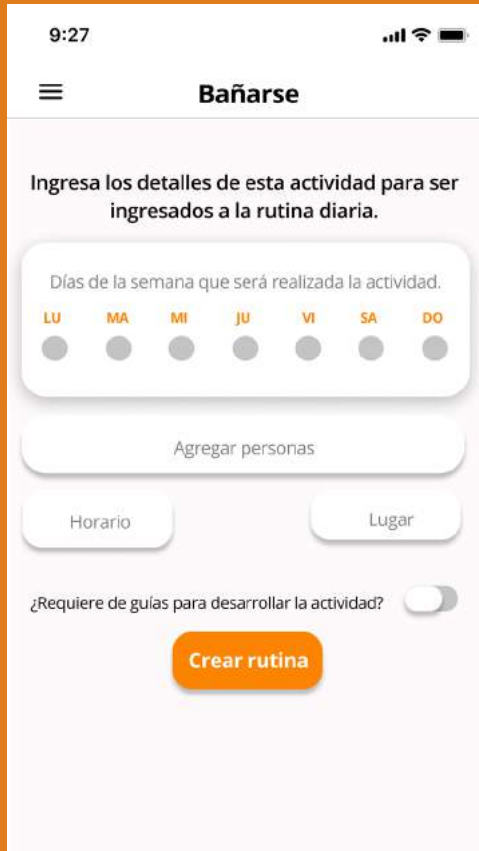 9:27
Bañarse
Ingresa los detalles de esta actividad para ser
ingresados a la rutina diaria.
Días de la semana que será realizada la actividad.
LU MA MI JU VI SA DO
Agregar personas
Horario Lugar
¿Requiere de guías para desarrollar la actividad?
Crear rutina